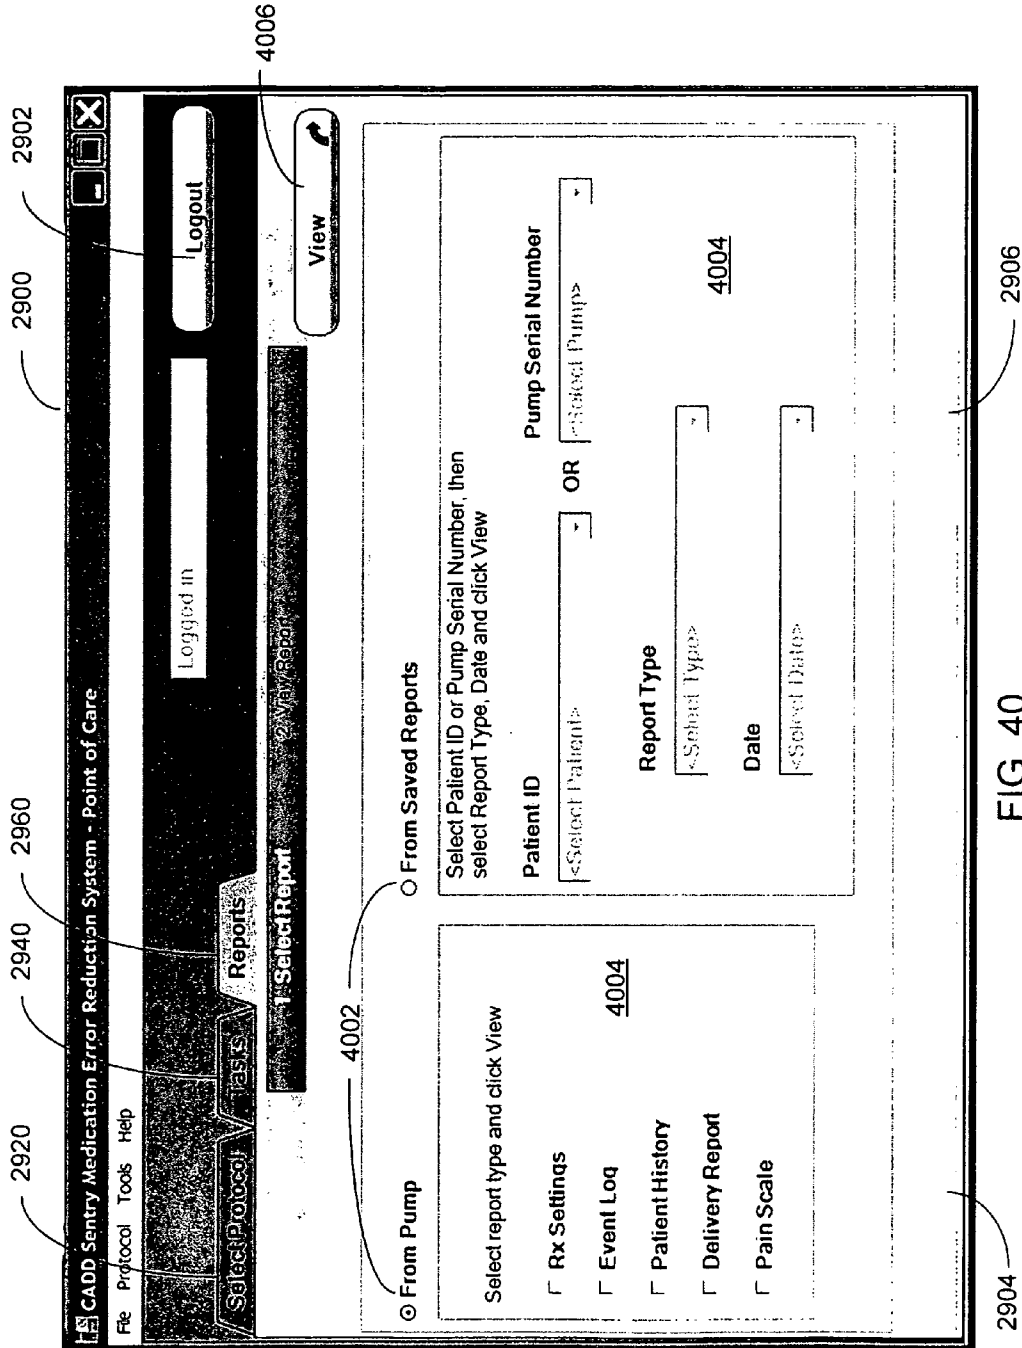 2920
2940
2960
2900
2902
CADD Sentry Medication Error Reduction System - Point of Care
File Protocol Tools Help
Logged in
Logout
Select Protocol Tasks Reports
1. Select Report 2. View Report
View
4006
4002
From Pump
From Saved Reports
Select report type and click View
Rx Settings
Event Log
Patient History
Delivery Report
Pain Scale
4004
Select Patient ID or Pump Serial Number, then
select Report Type, Date and click View
Patient ID
Pump Serial Number
<Select Patient>
OR
<Select Pump>
Report Type
<Select Type>
Date
<Select Date>
4004
2904
2906
FIG. 40